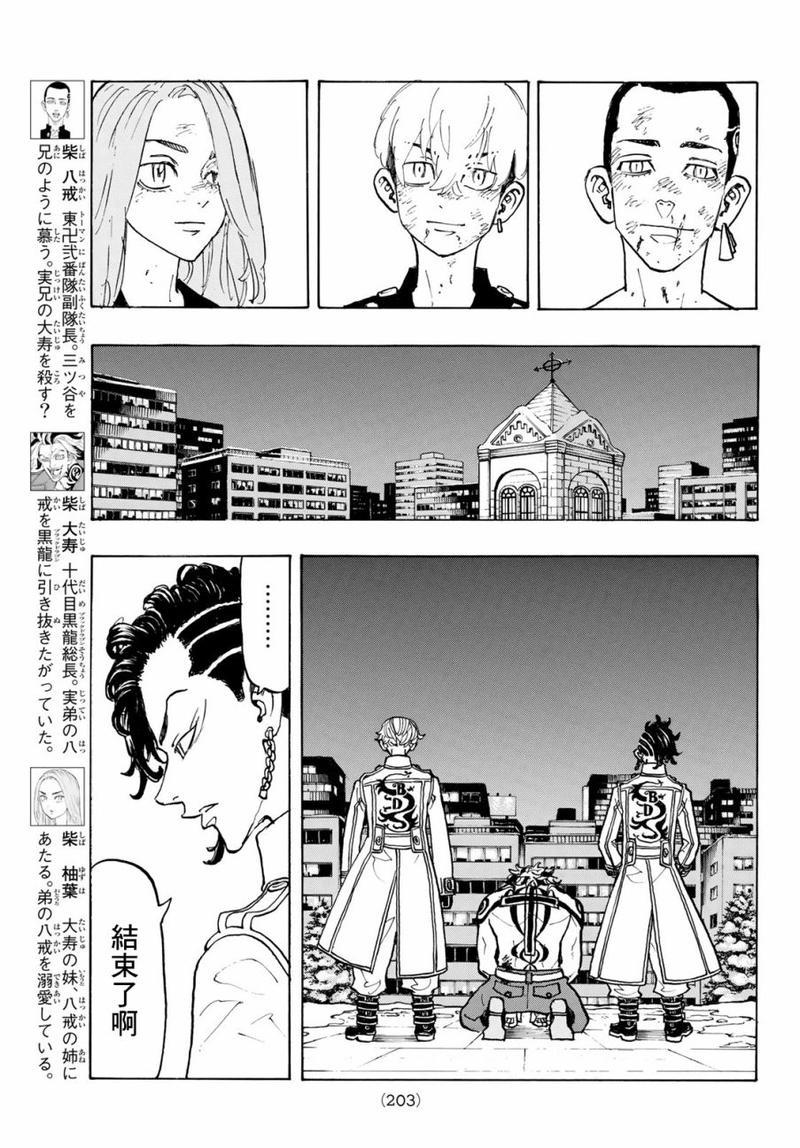 柴 八戒 東卍弐番隊副隊長。三ツ谷を
兄のように慕う。実兄の大寿を殺す？
柴 大寿 十代目黒龍総長。実弟の八
戒を黒龍に引き抜きたがっていた。
柴 柚葉 大寿の妹、八戒の姉に
あたる。弟の八戒を溺愛している。
………
BD
BD
結束了啊
(203)